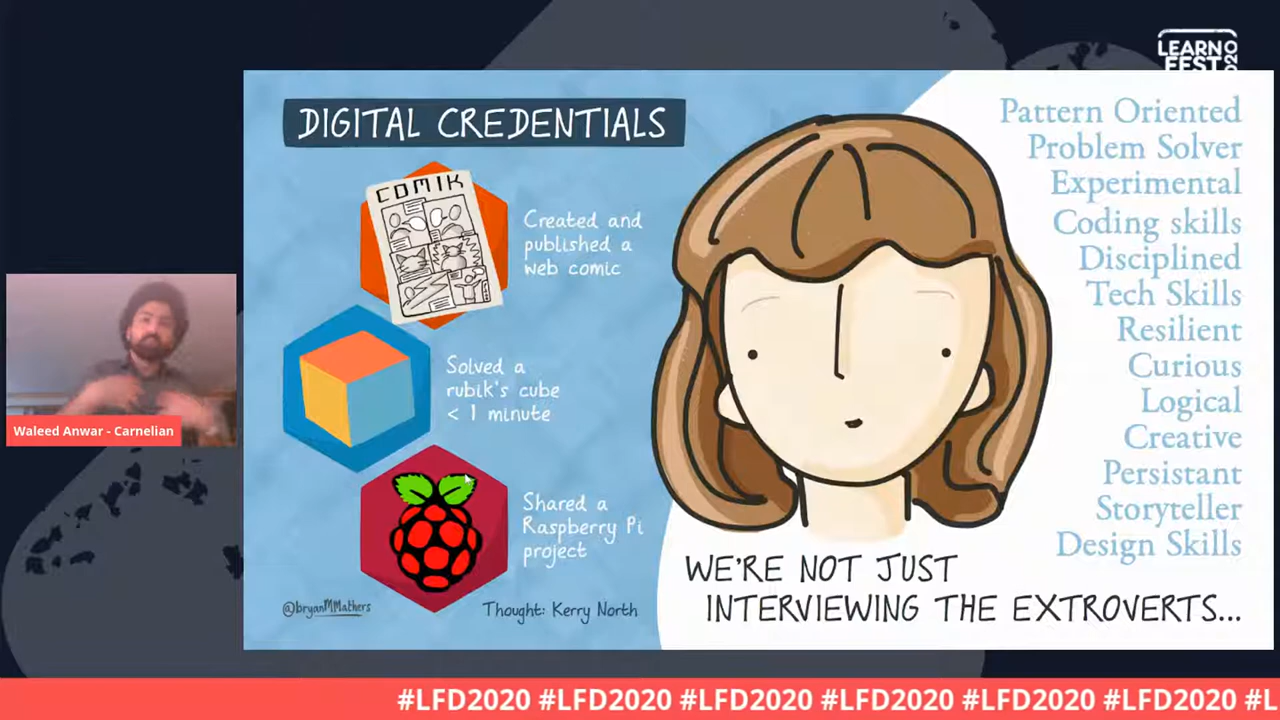 LEARN
FEST
DIGITAL CREDENTIALS
COMIK
Created and
published a
web comic
Solved a
rubik's cube
< 1 minute
Shared a
Raspberry Pi
project
@bryanMMathers
Thought: Kerry North
Pattern Oriented
Problem Solver
Experimental
Coding skills
Disciplined
Tech Skills
Resilient
Curious
Logical
Creative
Persistant
Storyteller
Design Skills
WE'RE NOT JUST
INTERVIEWING THE EXTROVERTS...
Waleed Anwar - Carnelian
#LFD2020 #LFD2020 #LFD2020 #LFD2020 #LFD2020 #LFD2020 #L